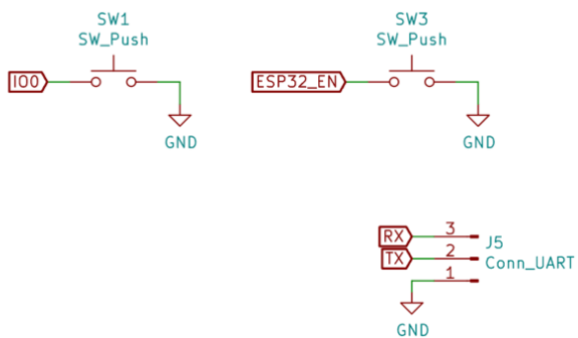 SW1
SW_Push
IO0
GND
SW3
SW_Push
ESP32_EN
GND
RX
3
TX
2
1
J5
Conn_UART
GND